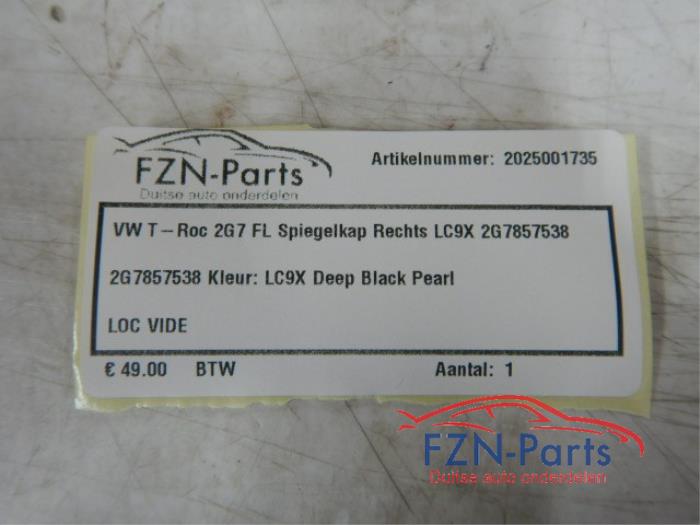 FZN-Parts
Duitse auto onderdelen
Artikelnummer: 2025001735
VW T-Roc 2G7 FL Spiegelkap Rechts LC9X 2G7857538
2G7857538 Kleur: LC9X Deep Black Pearl
LOC VIDE
€ 49.00 BTW Aantal: 1
FZN-Parts
Duitse auto onderdelen